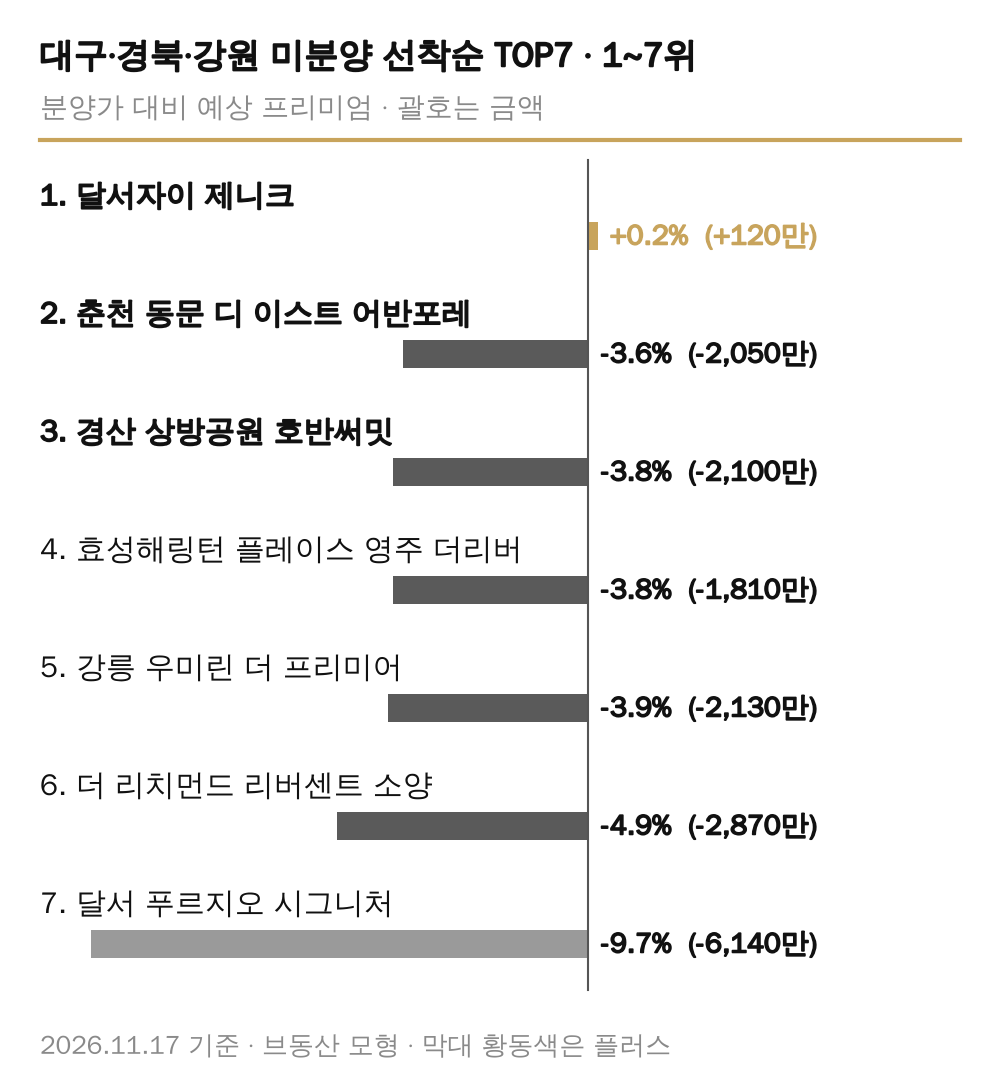 대구·경북·강원 미분양 선착순 TOP7 · 1~7위
분양가 대비 예상 프리미엄 · 괄호는 금액
1. 달서자이 제니크
+0.2% (+120만)
2. 춘천 동문 디 이스트 어반포레
-3.6% (-2,050만)
3. 경산 상방공원 호반써밋
-3.8% (-2,100만)
4. 효성해링턴 플레이스 영주 더리버
-3.8% (-1,810만)
5. 강릉 우미린 더 프리미어
-3.9% (-2,130만)
6. 더 리치먼드 리버센트 소양
-4.9% (-2,870만)
7. 달서 푸르지오 시그니처
-9.7% (-6,140만)
2026.11.17 기준 · 브동산 모형 · 막대 황동색은 플러스